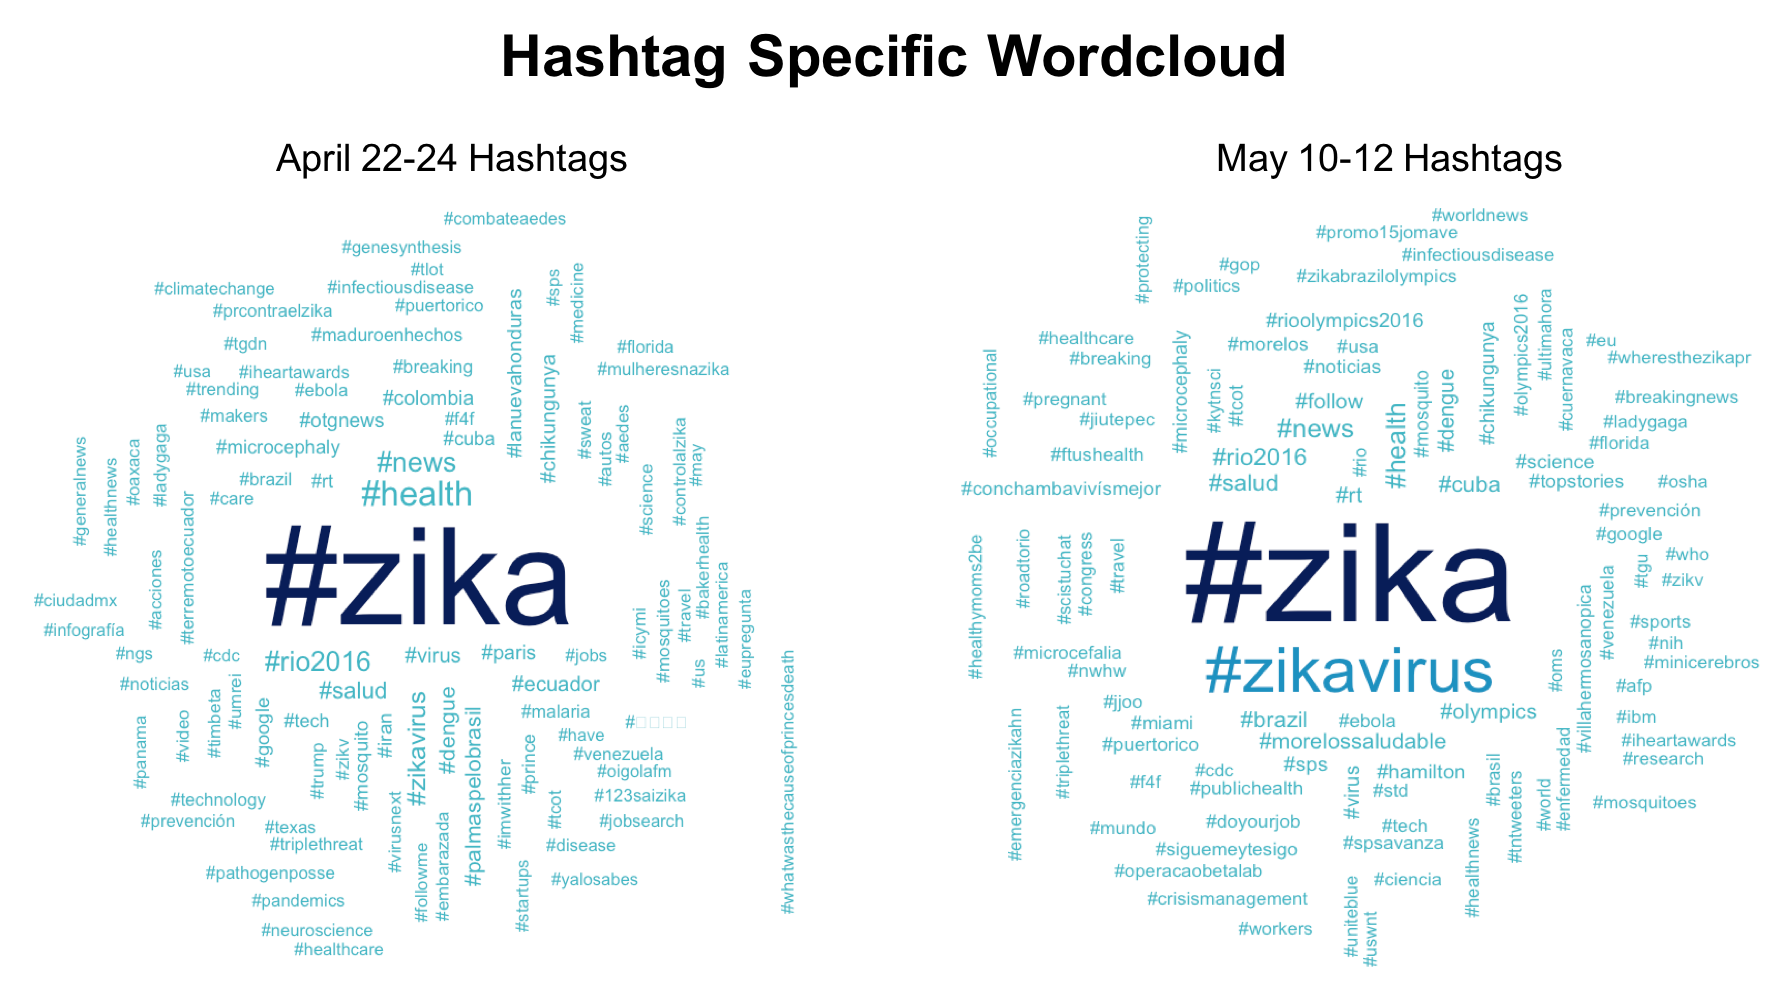 Hashtag Specific Wordcloud
April 22-24 Hashtags
#combateaedes
#genesynthesis
#tlot
#climatechange
#infectiousdisease
#prcontraelzika
#puertorico
#lanuevahonduras
#sps
#medicine
#maduroenhechos
#tgdn
#florida
#usa
#iheartawards
#breaking
#chikungunya
#mulheresnazika
#trending
#ebola
#colombia
#makers
#otgnews
#f4f
#cuba
#sweat
#autos
#aedes
#microcephaly
#news
#generalnews
#healthnews
#oaxaca
#ladygaga
#brazil
#rt
#care
#health
#science
#controlalzika
#may
#terremotoecuador
#acciones
#zika
#bakerhealth
#ciudadmx
#infografía
#icymi
#mosquitoes
#travel
#us
#latinamerica
#eupregunta
#ngs
#cdc
#rio2016
#virus
#paris
#jobs
#noticias
#salud
#ecuador
#whatwasthecauseofprincesdeath
#panama
#video
#timbeta
#umrei
#google
#tech
#trump
#zikv
#mosquito
#iran
#zikavirus
#dengue
#palmaspelobrasil
#malaria
#have
#venezuela
#oigolafm
#prince
#imwithher
#tcot
#123saizika
#jobsearch
#technology
#prevención
#texas
#triplethreat
#virusnext
#followme
#embarazada
#disease
#startups
#yalosabes
#pathogenposse
#pandemics
#neuroscience
#healthcare
May 10-12 Hashtags
#worldnews
#protecting
#promo15jomave
#infectiousdisease
#gop
#politics
#zikabrazilolympics
#rioolympics2016
#olympics2016
#ultimahora
#healthcare
#breaking
#microcephaly
#morelos
#usa
#noticias
#chikungunya
#cuernavaca
#eu
#wheresthezikapr
#occupational
#pregnant
#jiutepec
#kytnsci
#tcot
#follow
#mosquito
#dengue
#breakingnews
#ladygaga
#florida
#ftushealth
#news
#health
#rio2016
#rio
#salud
#rt
#cuba
#science
#topstories
#osha
#conchambavivísmejor
#prevención
#google
#healthymoms2be
#roadtorio
#scistuchat
#congress
#travel
#zika
#tgu
#who
#zikv
#venezuela
#villahermosanopica
#sports
#nih
#minicerebros
#microcefalia
#nwhw
#zikavirus
#oms
#afp
#emergenciazikahn
#triplethreat
#jjoo
#miami
#puertorico
#brazil
#ebola
#olympics
#ibm
#iheartawards
#research
#morelossaludable
#sps
#f4f
#cdc
#publichealth
#virus
#hamilton
#std
#brasil
#tntweeters
#world
#enfermedad
#mosquitoes
#mundo
#doyourjob
#tech
#siguemeytesigo
#spsavanza
#operacaobetalab
#ciencia
#healthnews
#crisismanagement
#workers
#uniteblue
#uswnt